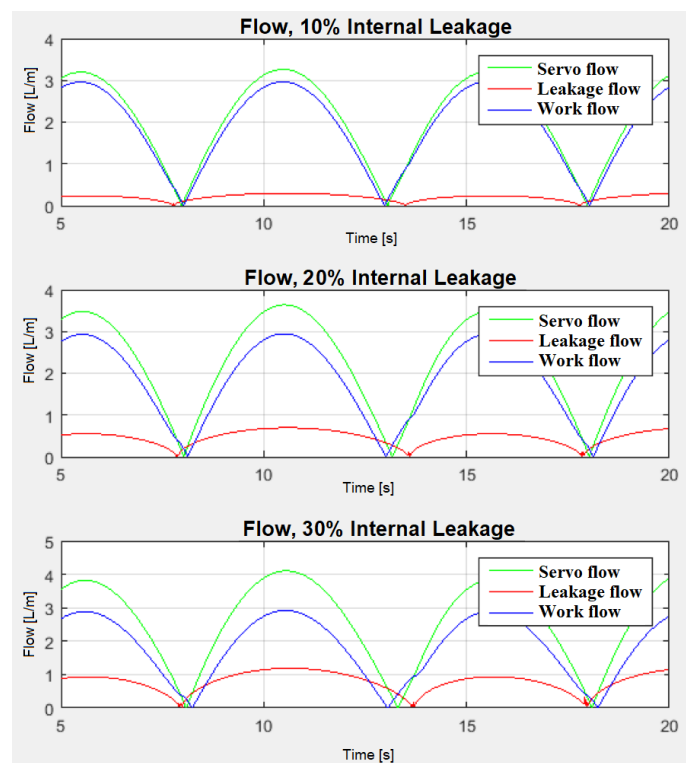 Flow, 10% Internal Leakage
4
3
2
1
0
Flow [L/m]
Servo flow
Leakage flow
Work flow
5 10 15 20
Time [s]
Flow, 20% Internal Leakage
4
3
2
1
0
Flow [L/m]
Servo flow
Leakage flow
Work flow
5 10 15 20
Time [s]
Flow, 30% Internal Leakage
5
4
3
2
1
0
Flow [L/m]
Servo flow
Leakage flow
Work flow
5 10 15 20
Time [s]